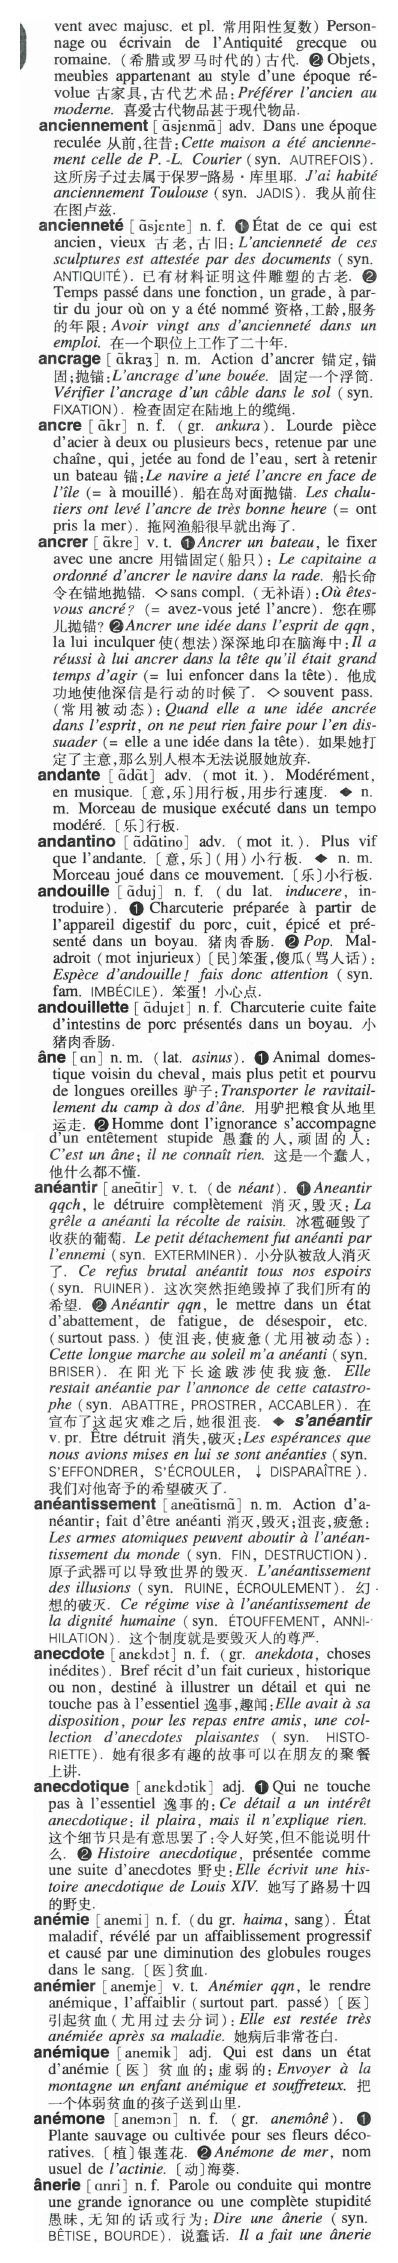 vent avec majusc. et pl. 常用阳性复数) Person-
nage ou écrivain de l'Antiquité grecque ou
romaine. (希腊或罗马时代的)古代. ❷ Objets,
meubles appartenant au style d'une époque ré-
volue 古家具,古代艺术品:Préférer l'ancien au
moderne. 喜爱古代物品甚于现代物品.
anciennement [ɑ̃sjɛnmɑ̃] adv. Dans une époque
reculée 从前,往昔:Cette maison a été ancienne-
ment celle de P. -L. Courier (syn. AUTREFOIS).
这所房子过去属于保罗-路易·库里耶. J'ai habité
anciennement Toulouse (syn. JADIS). 我从前住
在图卢兹.
ancienneté [ɑ̃sjɛnte] n. f. ❶ État de ce qui est
ancien, vieux 古老,古旧:L'ancienneté de ces
sculptures est attestée par des documents (syn.
ANTIQUITÉ). 已有材料证明这件雕塑的古老. ❷
Temps passé dans une fonction, un grade, à par-
tir du jour où on y a été nommé 资格,工龄,服务
的年限:Avoir vingt ans d'ancienneté dans un
emploi. 在一个职位上工作了二十年.
ancrage [ɑ̃kraʒ] n. m. Action d'ancrer 锚定,锚
固;抛锚:L'ancrage d'une bouée. 固定一个浮筒.
Vérifier l'ancrage d'un câble dans le sol (syn.
FIXATION). 检查固定在陆地上的缆绳.
ancre [ɑ̃kr] n. f. (gr. ankura). Lourde pièce
d'acier à deux ou plusieurs becs, retenue par une
chaîne, qui, jetée au fond de l'eau, sert à retenir
un bateau 锚:Le navire a jeté l'ancre en face de
l'île (= à mouillé). 船在岛对面抛锚. Les chalu-
tiers ont levé l'ancre de très bonne heure (= ont
pris la mer). 拖网渔船很早就出海了.
ancrer [ɑ̃kre] v. t. ❶ Ancrer un bateau, le fixer
avec une ancre 用锚固定(船只): Le capitaine a
ordonné d'ancrer le navire dans la rade. 船长命
令在锚地抛锚. ◇ sans compl. (无补语):Où êtes-
vous ancré? (= avez-vous jeté l'ancre). 您在哪
儿抛锚? ❷ Ancrer une idée dans l'esprit de qqn,
la lui inculquer 使(想法)深深地印在脑海中:Il a
réussi à lui ancrer dans la tête qu'il était grand
temps d'agir (= lui enfoncer dans la tête). 他成
功地使他深信是行动的时候了. ◇ souvent pass.
(常用被动态):Quand elle a une idée ancrée
dans l'esprit, on ne peut rien faire pour l'en dis-
suader (= elle a une idée dans la tête). 如果她打
定了主意,那么别人根本无法说服她放弃.
andante [ɑ̃dɑ̃t] adv. (mot it.). Modérément,
en musique. 〔意,乐〕用行板,用步行速度. ◆ n.
m. Morceau de musique exécuté dans un tempo
modéré. 〔乐〕行板.
andantino [ɑ̃dɑ̃tino] adv. (mot it.). Plus vif
que l'andante. 〔意,乐〕(用)小行板. ◆ n. m.
Morceau joué dans ce mouvement. 〔乐〕小行板.
andouille [ɑ̃duj] n. f. (du lat. inducere, in-
troduire). ❶ Charcuterie préparée à partir de
l'appareil digestif du porc, cuit, épicé et pré-
senté dans un boyau. 猪肉香肠. ❷ Pop. Mal-
adroit (mot injurieux)〔民〕笨蛋,傻瓜(骂人话):
Espèce d'andouille! fais donc attention (syn.
fam. IMBÉCILE). 笨蛋! 小心点.
andouillette [ɑ̃dujɛt] n. f. Charcuterie cuite faite
d'intestins de porc présentés dans un boyau. 小
猪肉香肠.
âne [ɑn] n. m. (lat. asinus). ❶ Animal domes-
tique voisin du cheval, mais plus petit et pourvu
de longues oreilles 驴子:Transporter le ravitail-
lement du camp à dos d'âne. 用驴把粮食从地里
运走. ❷ Homme dont l'ignorance s'accompagne
d'un entêtement stupide 愚蠢的人,顽固的人:
C'est un âne; il ne connaît rien. 这是一个蠢人,
他什么都不懂.
anéantir [aneɑ̃tir] v. t. (de néant). ❶ Aneantir
qqch, le détruire complètement 消灭,毁灭: La
grêle a anéanti la récolte de raisin. 冰雹砸毁了
收获的葡萄. Le petit détachement fut anéanti par
l'ennemi (syn. EXTERMINER). 小分队被敌人消灭
了. Ce refus brutal anéantit tous nos espoirs
(syn. RUINER). 这次突然拒绝毁掉了我们所有的
希望. ❷ Anéantir qqn, le mettre dans un état
d'abattement, de fatigue, de désespoir, etc.
(surtout pass.) 使沮丧,使疲惫(尤用被动态):
Cette longue marche au soleil m'a anéanti (syn.
BRISER). 在阳光下长途跋涉使我疲惫. Elle
restait anéantie par l'annonce de cette catastro-
phe (syn. ABATTRE, PROSTRER, ACCABLER). 在
宣布了这起灾难之后,她很沮丧. ◆ s'anéantir
v. pr. Être détruit 消失,破灭:Les espérances que
nous avions mises en lui se sont anéanties (syn.
S'EFFONDRER, S'ÉCROULER, ↓ DISPARAÎTRE).
我们对他寄予的希望破灭了.
anéantissement [aneɑ̃tismɑ̃] n. m. Action d'a-
néantir; fait d'être anéanti 消灭,毁灭;沮丧,疲惫:
Les armes atomiques peuvent aboutir à l'anéan-
tissement du monde (syn. FIN, DESTRUCTION).
原子武器可以导致世界的毁灭. L'anéantissement
des illusions (syn. RUINE, ÉCROULEMENT). 幻
想的破灭. Ce régime vise à l'anéantissement de
la dignité humaine (syn. ÉTOUFFEMENT, ANNI-
HILATION). 这个制度就是要毁灭人的尊严.
anecdote [anɛkdɔt] n. f. (gr. anekdota, choses
inédites). Bref récit d'un fait curieux, historique
ou non, destiné à illustrer un détail et qui ne
touche pas à l'essentiel 逸事,趣闻:Elle avait à sa
disposition, pour les repas entre amis, une col-
lection d'anecdotes plaisantes (syn. HISTO-
RIETTE). 她有很多有趣的故事可以在朋友的聚餐
上讲.
anecdotique [anɛkdɔtik] adj. ❶ Qui ne touche
pas à l'essentiel 逸事的: Ce détail a un intérêt
anecdotique: il plaira, mais il n'explique rien.
这个细节只是有意思罢了:令人好笑,但不能说明什
么. ❷ Histoire anecdotique, présentée comme
une suite d'anecdotes 野史:Elle écrivit une his-
toire anecdotique de Louis XIV. 她写了路易十四
的野史.
anémie [anemi] n. f. (du gr. haima, sang). État
maladif, révélé par un affaiblissement progressif
et causé par une diminution des globules rouges
dans le sang. 〔医〕贫血.
anémier [anemje] v. t. Anémier qqn, le rendre
anémique, l'affaiblir (surtout part. passé)〔医〕
引起贫血(尤用过去分词): Elle est restée très
anémiée après sa maladie. 她病后非常苍白.
anémique [anemik] adj. Qui est dans un état
d'anémie〔医〕贫血的;虚弱的: Envoyer à la
montagne un enfant anémique et souffreteux. 把
一个体弱贫血的孩子送到山里.
anémone [anemɔn] n. f. (gr. anemônê). ❶
Plante sauvage ou cultivée pour ses fleurs déco-
ratives. 〔植〕银莲花. ❷ Anémone de mer, nom
usuel de l'actinie. 〔动〕海葵.
ânerie [ɑnri] n. f. Parole ou conduite qui montre
une grande ignorance ou une complète stupidité
愚昧,无知的话或行为: Dire une ânerie (syn.
BÊTISE, BOURDE). 说蠢话. Il a fait une ânerie